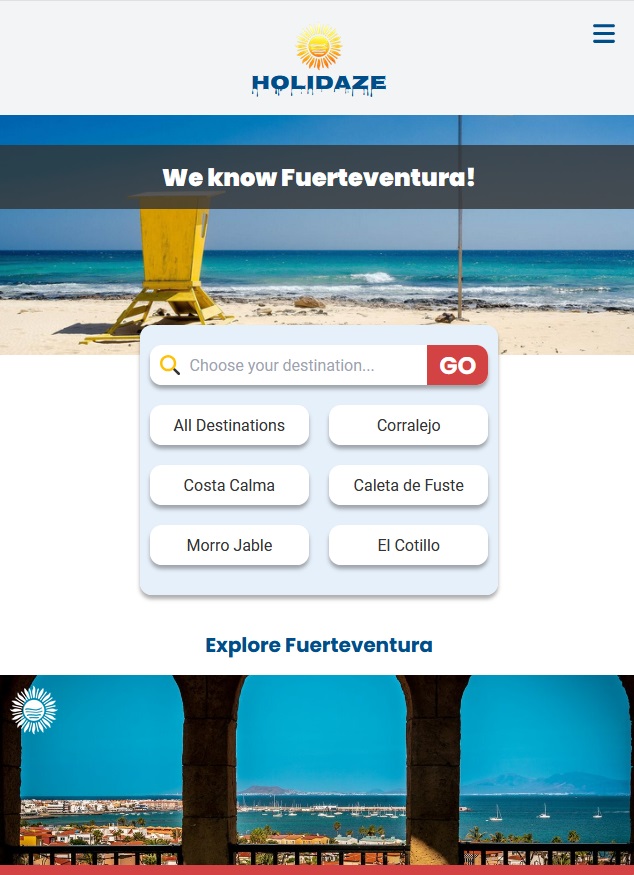 HOLIDAZE
We know Fuerteventura!
Choose your destination...
GO
All Destinations
Corralejo
Costa Calma
Caleta de Fuste
Morro Jable
El Cotillo
Explore Fuerteventura